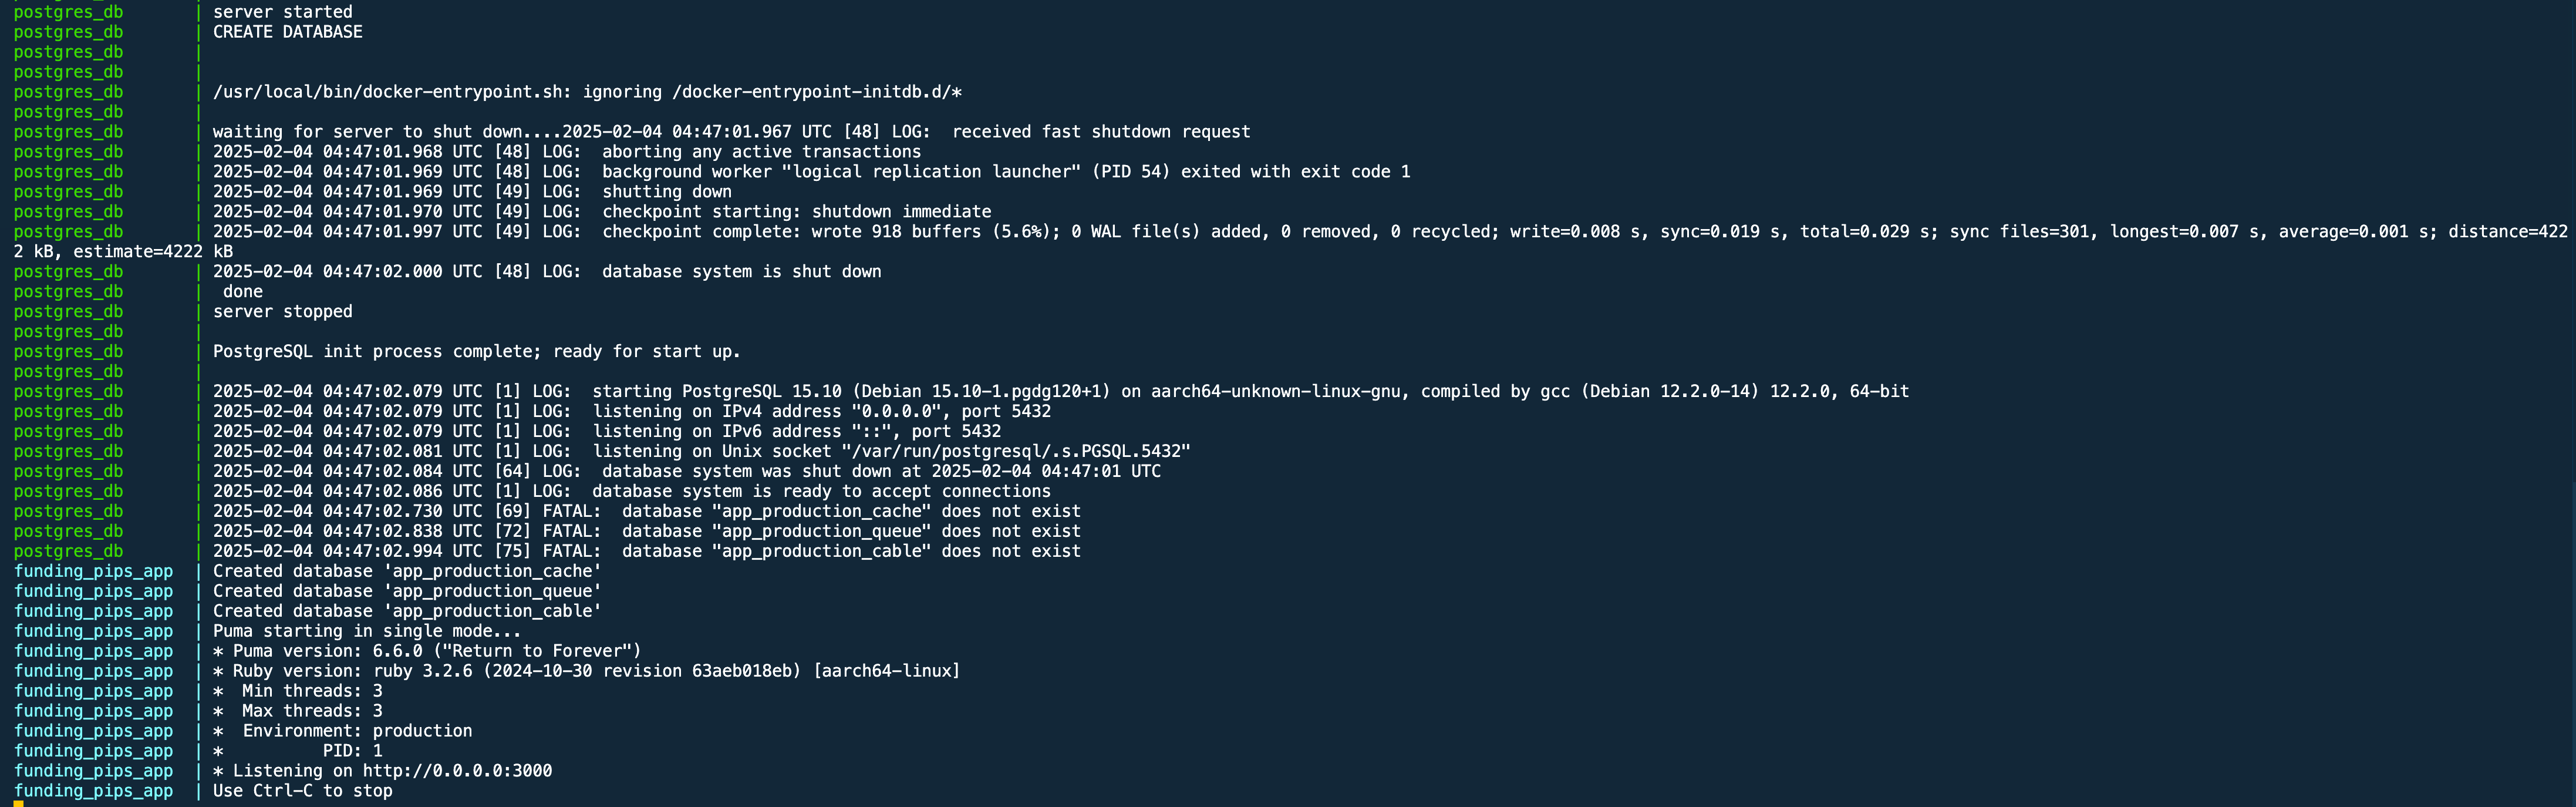 postgres_db        | server started
postgres_db        | CREATE DATABASE
postgres_db        |
postgres_db        |
postgres_db        | /usr/local/bin/docker-entrypoint.sh: ignoring /docker-entrypoint-initdb.d/*
postgres_db        |
postgres_db        | waiting for server to shut down....2025-02-04 04:47:01.967 UTC [48] LOG:  received fast shutdown request
postgres_db        | 2025-02-04 04:47:01.968 UTC [48] LOG:  aborting any active transactions
postgres_db        | 2025-02-04 04:47:01.969 UTC [48] LOG:  background worker "logical replication launcher" (PID 54) exited with exit code 1
postgres_db        | 2025-02-04 04:47:01.969 UTC [49] LOG:  shutting down
postgres_db        | 2025-02-04 04:47:01.970 UTC [49] LOG:  checkpoint starting: shutdown immediate
postgres_db        | 2025-02-04 04:47:01.997 UTC [49] LOG:  checkpoint complete: wrote 918 buffers (5.6%); 0 WAL file(s) added, 0 removed, 0 recycled; write=0.008 s, sync=0.019 s, total=0.029 s; sync files=301, longest=0.007 s, average=0.001 s; distance=422
2 kB, estimate=4222 kB
postgres_db        | 2025-02-04 04:47:02.000 UTC [48] LOG:  database system is shut down
postgres_db        |  done
postgres_db        | server stopped
postgres_db        |
postgres_db        | PostgreSQL init process complete; ready for start up.
postgres_db        |
postgres_db        | 2025-02-04 04:47:02.079 UTC [1] LOG:  starting PostgreSQL 15.10 (Debian 15.10-1.pgdg120+1) on aarch64-unknown-linux-gnu, compiled by gcc (Debian 12.2.0-14) 12.2.0, 64-bit
postgres_db        | 2025-02-04 04:47:02.079 UTC [1] LOG:  listening on IPv4 address "0.0.0.0", port 5432
postgres_db        | 2025-02-04 04:47:02.079 UTC [1] LOG:  listening on IPv6 address "::", port 5432
postgres_db        | 2025-02-04 04:47:02.081 UTC [1] LOG:  listening on Unix socket "/var/run/postgresql/.s.PGSQL.5432"
postgres_db        | 2025-02-04 04:47:02.084 UTC [64] LOG:  database system was shut down at 2025-02-04 04:47:01 UTC
postgres_db        | 2025-02-04 04:47:02.086 UTC [1] LOG:  database system is ready to accept connections
postgres_db        | 2025-02-04 04:47:02.730 UTC [69] FATAL:  database "app_production_cache" does not exist
postgres_db        | 2025-02-04 04:47:02.838 UTC [72] FATAL:  database "app_production_queue" does not exist
postgres_db        | 2025-02-04 04:47:02.994 UTC [75] FATAL:  database "app_production_cable" does not exist
funding_pips_app   | Created database 'app_production_cache'
funding_pips_app   | Created database 'app_production_queue'
funding_pips_app   | Created database 'app_production_cable'
funding_pips_app   | Puma starting in single mode...
funding_pips_app   | * Puma version: 6.6.0 ("Return to Forever")
funding_pips_app   | * Ruby version: ruby 3.2.6 (2024-10-30 revision 63aeb018eb) [aarch64-linux]
funding_pips_app   | *  Min threads: 3
funding_pips_app   | *  Max threads: 3
funding_pips_app   | *  Environment: production
funding_pips_app   | *          PID: 1
funding_pips_app   | * Listening on http://0.0.0.0:3000
funding_pips_app   | Use Ctrl-C to stop